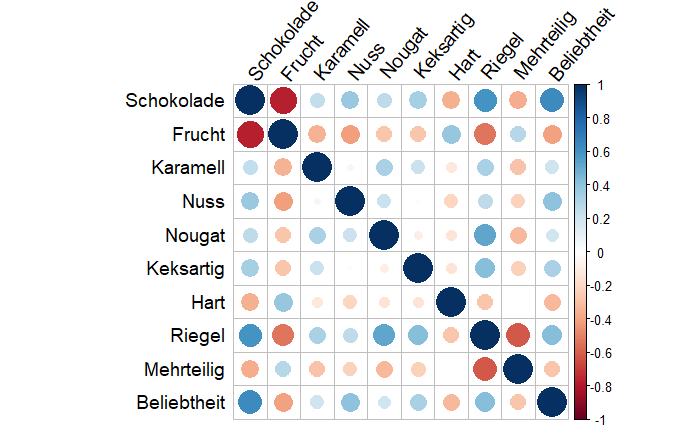 Schokolade
Frucht
Karamell
Nuss
Nougat
Keksartig
Hart
Riegel
Mehrteilig
Beliebtheit
Schokolade
Frucht
Karamell
Nuss
Nougat
Keksartig
Hart
Riegel
Mehrteilig
Beliebtheit
1
0.8
0.6
0.4
0.2
0
-0.2
-0.4
-0.6
-0.8
-1